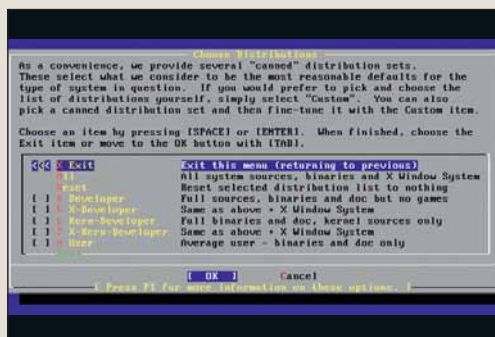 Choose Distributions
As a convenience, we provide several "canned" distribution sets.
These select what we consider to be the most reasonable defaults for the
type of system in question. If you would prefer to pick and choose the
list of distributions yourself, simply select "Custom". You can also
pick a canned distribution set and then fine-tune it with the Custom item.
Choose an item by pressing [SPACE] or [ENTER]. When finished, choose the
Exit item or move to the OK button with [TAB].
<<< X Exit Exit this menu (returning to previous)
All All system sources, binaries and X Window System
Reset Reset selected distribution list to nothing
[ ] Developer Full sources, binaries and doc but no games
[ ] X-Developer Same as above + X Window System
[ ] Kern-Developer Full binaries and doc, kernel sources only
[ ] X-Kern-Developer Same as above + X Window System
[ ] User Average user - binaries and doc only
[ OK ] Cancel
[ Press F1 for more information on these options. ]